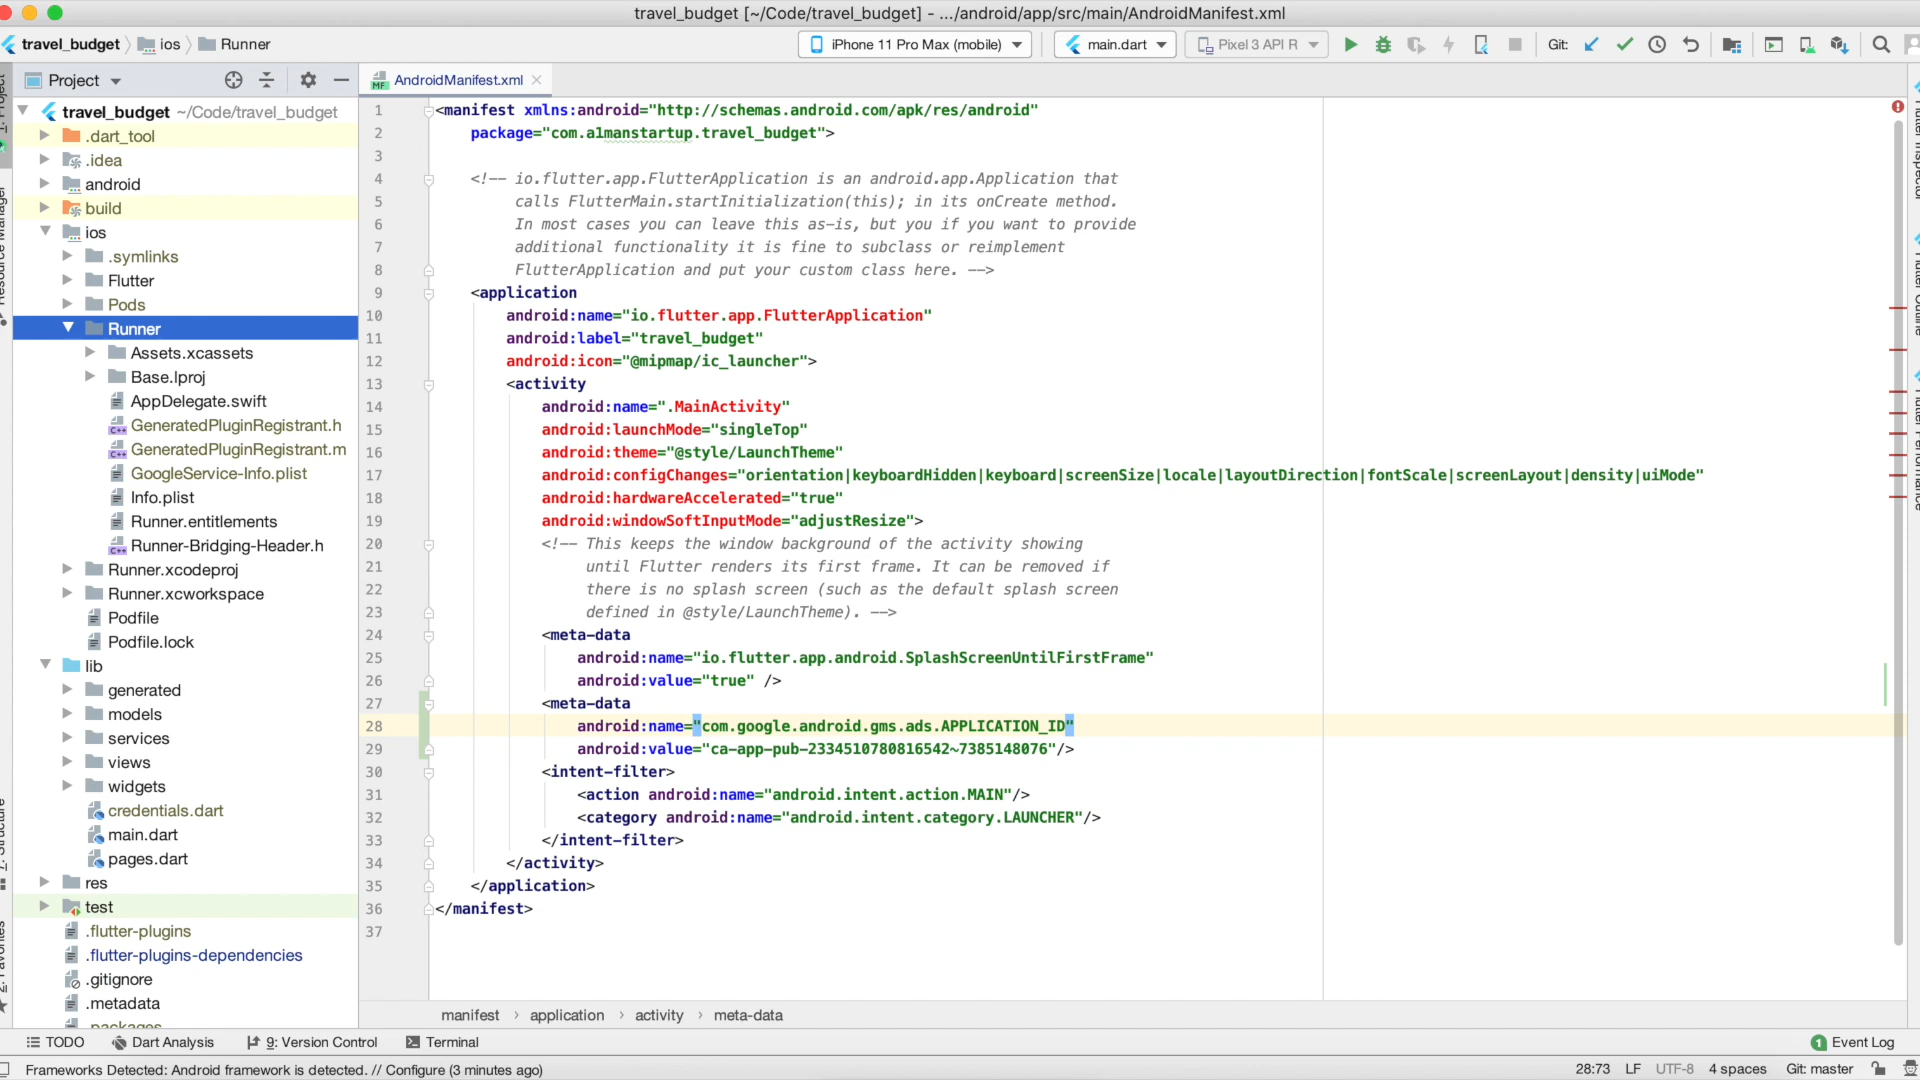 travel_budget [~/Code/travel_budget] - .../android/app/src/main/AndroidManifest.xml
travel_budget ios Runner
iPhone 11 Pro Max (mobile) main.dart Pixel 3 API R Git:
Project
AndroidManifest.xml
travel_budget ~/Code/travel_budget
.dart_tool
.idea
android
build
ios
.symlinks
Flutter
Pods
Runner
Assets.xcassets
Base.lproj
AppDelegate.swift
GeneratedPluginRegistrant.h
GeneratedPluginRegistrant.m
GoogleService-Info.plist
Info.plist
Runner.entitlements
Runner-Bridging-Header.h
Runner.xcodeproj
Runner.xcworkspace
Podfile
Podfile.lock
lib
generated
models
services
views
widgets
credentials.dart
main.dart
pages.dart
res
test
.flutter-plugins
.flutter-plugins-dependencies
.gitignore
.metadata
.packages
1 <manifest xmlns:android="http://schemas.android.com/apk/res/android"
2 package="com.a1manstartup.travel_budget">
3
4 <!-- io.flutter.app.FlutterApplication is an android.app.Application that
5 calls FlutterMain.startInitialization(this); in its onCreate method.
6 In most cases you can leave this as-is, but you if you want to provide
7 additional functionality it is fine to subclass or reimplement
8 FlutterApplication and put your custom class here. -->
9 <application
10 android:name="io.flutter.app.FlutterApplication"
11 android:label="travel_budget"
12 android:icon="@mipmap/ic_launcher">
13 <activity
14 android:name=".MainActivity"
15 android:launchMode="singleTop"
16 android:theme="@style/LaunchTheme"
17 android:configChanges="orientation|keyboardHidden|keyboard|screenSize|locale|layoutDirection|fontScale|screenLayout|density|uiMode"
18 android:hardwareAccelerated="true"
19 android:windowSoftInputMode="adjustResize">
20 <!-- This keeps the window background of the activity showing
21 until Flutter renders its first frame. It can be removed if
22 there is no splash screen (such as the default splash screen
23 defined in @style/LaunchTheme). -->
24 <meta-data
25 android:name="io.flutter.app.android.SplashScreenUntilFirstFrame"
26 android:value="true" />
27 <meta-data
28 android:name="com.google.android.gms.ads.APPLICATION_ID"
29 android:value="ca-app-pub-2334510780816542~7385148076"/>
30 <intent-filter>
31 <action android:name="android.intent.action.MAIN"/>
32 <category android:name="android.intent.category.LAUNCHER"/>
33 </intent-filter>
34 </activity>
35 </application>
36 </manifest>
37
manifest › application › activity › meta-data
TODO Dart Analysis 9: Version Control Terminal 1 Event Log
Frameworks Detected: Android framework is detected. // Configure (3 minutes ago) 28:73 LF UTF-8 4 spaces Git: master